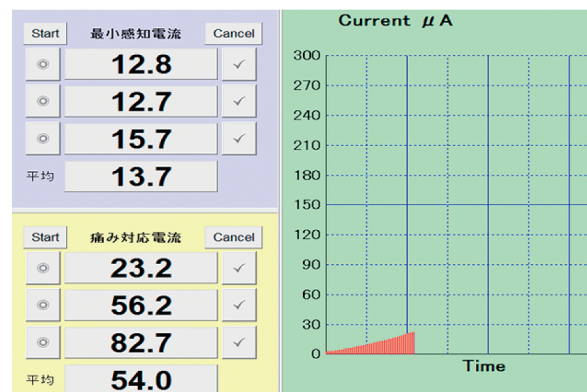 Start 最小感知電流 Cancel
◎ 12.8 ✓
◎ 12.7 ✓
◎ 15.7 ✓
平均 13.7
Start 痛み対応電流 Cancel
◎ 23.2 ✓
◎ 56.2 ✓
◎ 82.7 ✓
平均 54.0
Current μA
300
270
240
210
180
150
120
90
60
30
0
Time